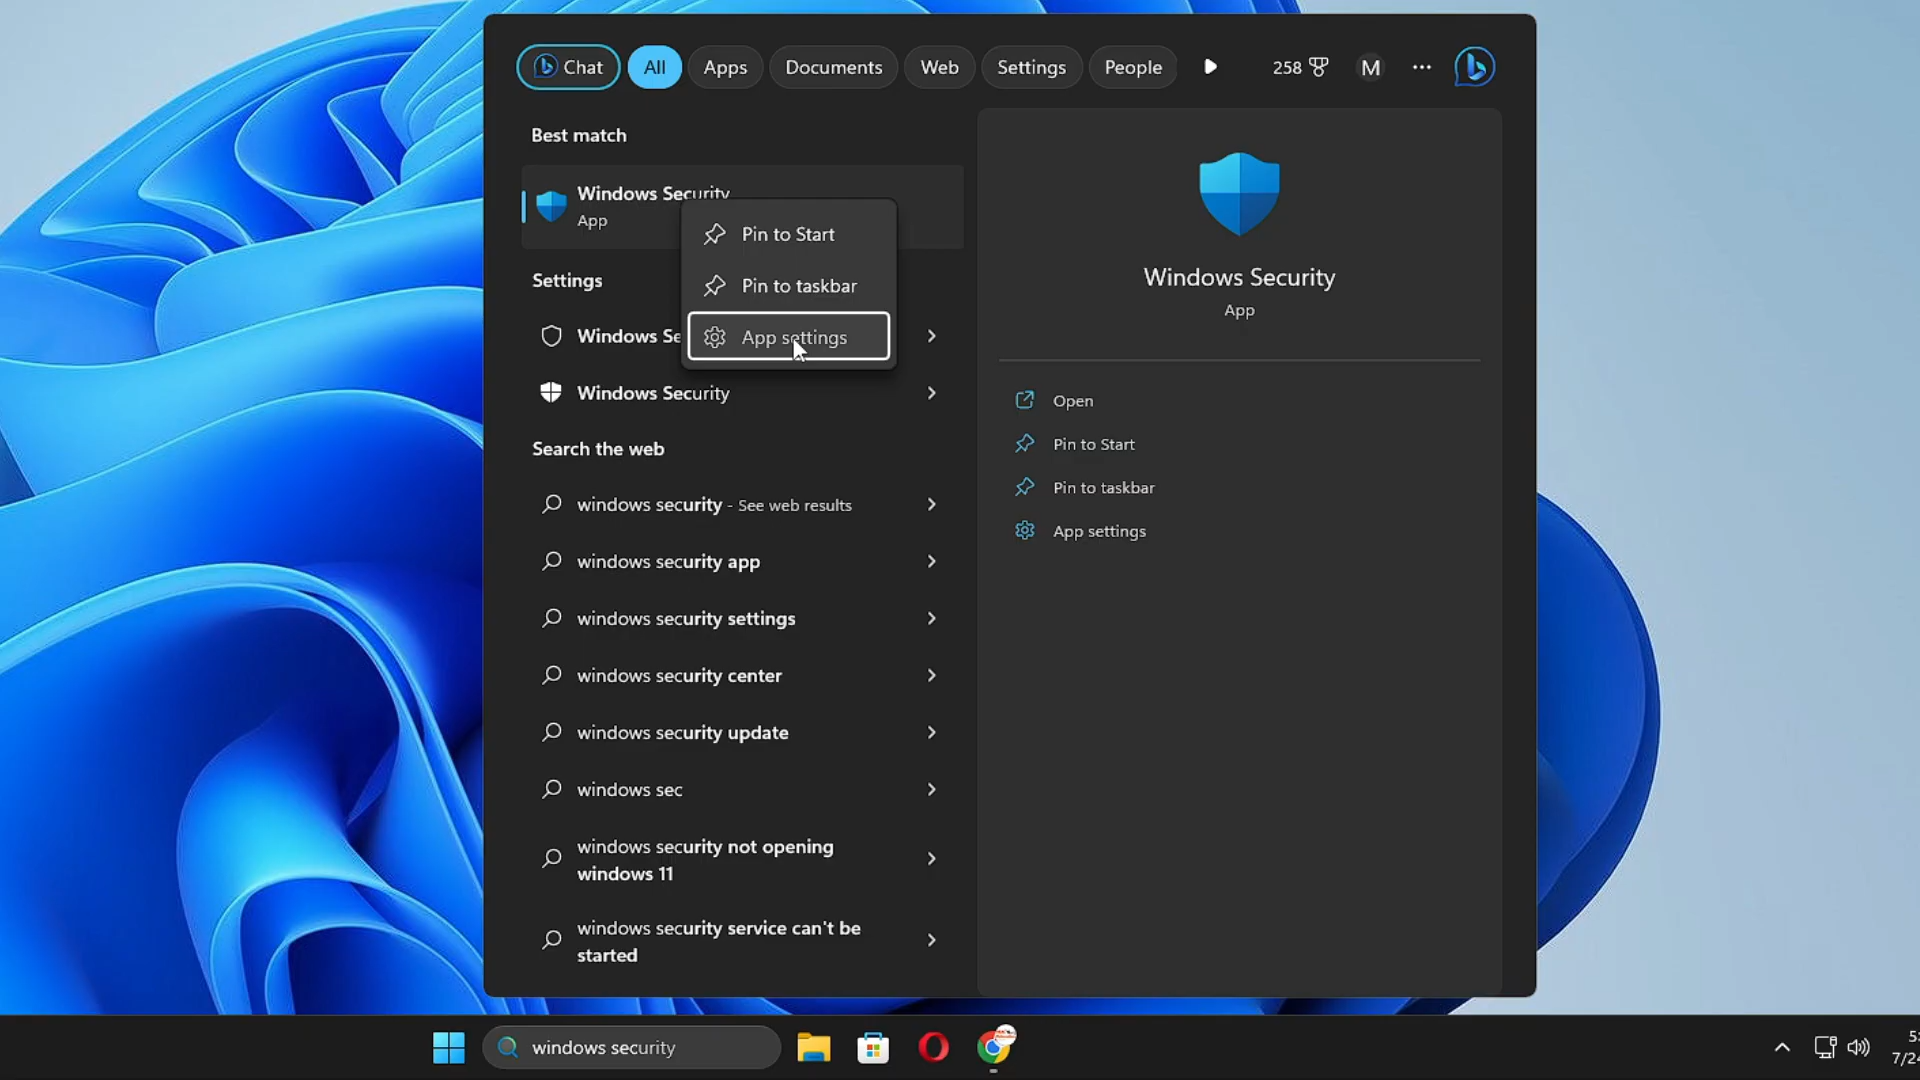 Chat
All
Apps
Documents
Web
Settings
People
258
M
Best match
Windows Security
App
Pin to Start
Pin to taskbar
App settings
Settings
Windows Se
Windows Security
Search the web
windows security - See web results
windows security app
windows security settings
windows security center
windows security update
windows sec
windows security not opening
windows 11
windows security service can't be
started
Windows Security
App
Open
Pin to Start
Pin to taskbar
App settings
windows security
5:
7/24